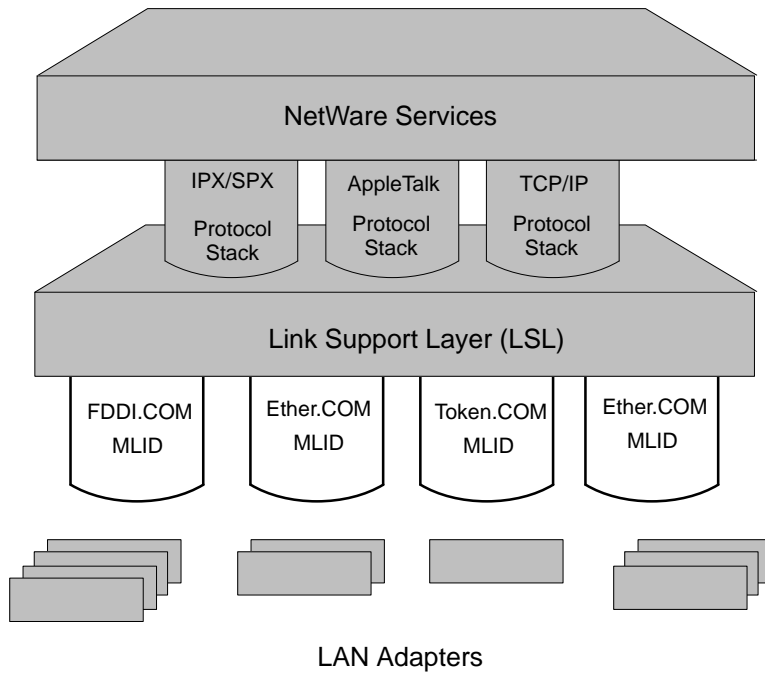 NetWare Services
IPX/SPX
Protocol
Stack
AppleTalk
Protocol
Stack
TCP/IP
Protocol
Stack
Link Support Layer (LSL)
FDDI.COM
MLID
Ether.COM
MLID
Token.COM
MLID
Ether.COM
MLID
LAN Adapters